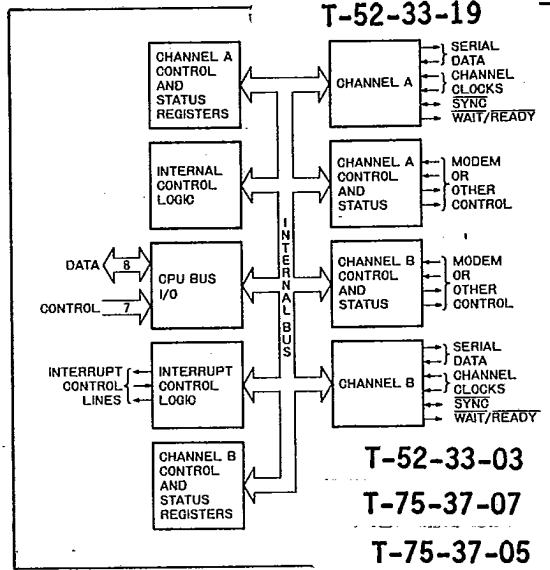 T-52-33-19
CHANNEL A
CONTROL
AND
STATUS
REGISTERS
CHANNEL A
SERIAL
DATA
CHANNEL
CLOCKS
SYNC
WAIT/READY
INTERNAL
CONTROL
LOGIC
CHANNEL A
CONTROL
AND
STATUS
MODEM
OR
OTHER
CONTROL
INTERNAL BUS
DATA
8
CONTROL
7
CPU BUS
I/O
CHANNEL B
CONTROL
AND
STATUS
MODEM
OR
OTHER
CONTROL
INTERRUPT
CONTROL
LINES
INTERRUPT
CONTROL
LOGIC
CHANNEL B
SERIAL
DATA
CHANNEL
CLOCKS
SYNC
WAIT/READY
CHANNEL B
CONTROL
AND
STATUS
REGISTERS
T-52-33-03
T-75-37-07
T-75-37-05